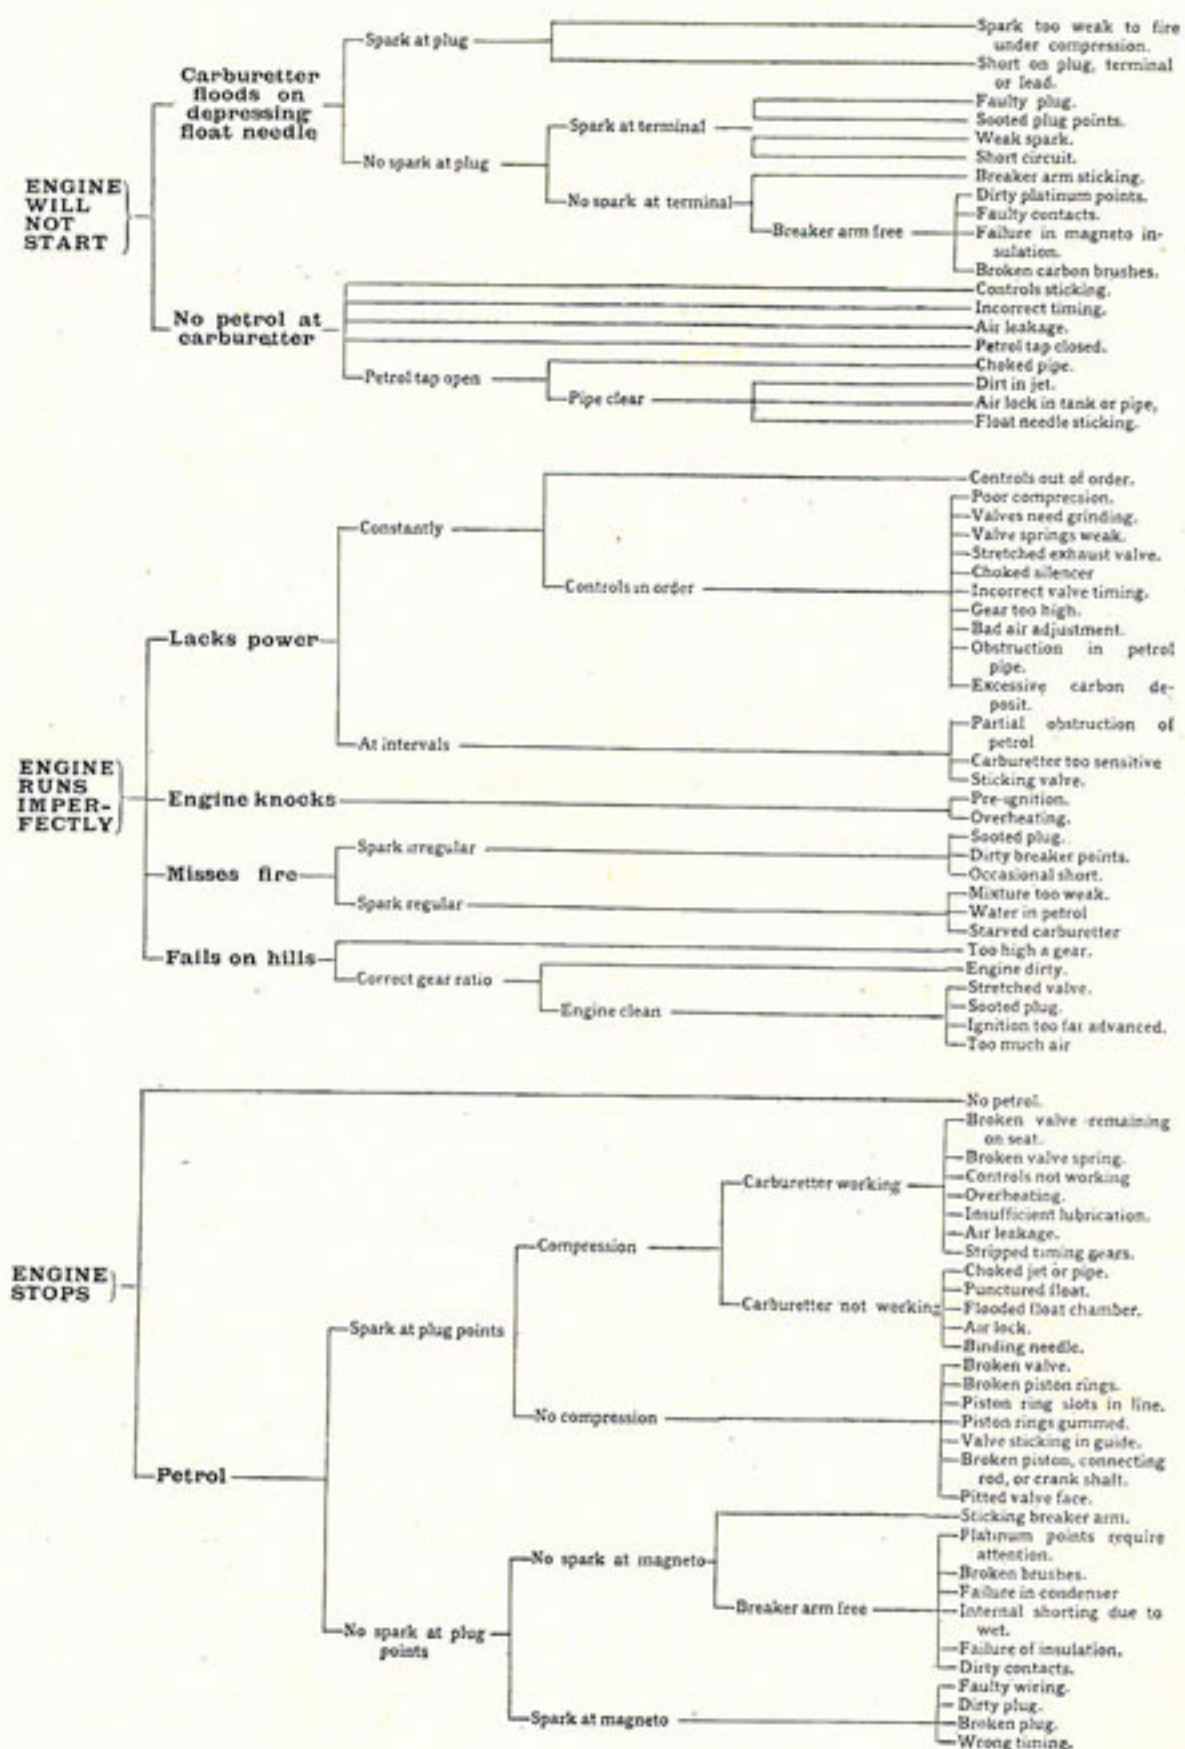 Spark too weak to fire
under compression.
Spark at plug
Short on plug, terminal
or lead.
Carburetter
floods on
depressing
float needle
Faulty plug.
Spark at terminal
Sooted plug points.
Weak spark.
No spark at plug
Short circuit.
Breaker arm sticking.
No spark at terminal
Dirty platinum points.
Faulty contacts.
Breaker arm free
Failure in magneto in-
sulation.
Broken carbon brushes.
ENGINE
WILL
NOT
START
Controls sticking.
Incorrect timing.
No petrol at
carburetter
Air leakage.
Petrol tap closed.
Petrol tap open
Choked pipe.
Pipe clear
Dirt in jet.
Air lock in tank or pipe,
Float needle sticking.
Controls out of order.
Constantly
Poor compression.
Valves need grinding.
Valve springs weak.
Stretched exhaust valve.
Choked silencer
Controls in order
Incorrect valve timing.
Gear too high.
Bad air adjustment.
Lacks power
Obstruction in petrol
pipe.
Excessive carbon de-
posit.
At intervals
Partial obstruction of
petrol
Carburetter too sensitive
Sticking valve.
ENGINE
RUNS
IMPER-
FECTLY
Engine knocks
Pre-ignition.
Overheating.
Misses fire
Spark irregular
Sooted plug.
Dirty breaker points.
Occasional short.
Spark regular
Mixture too weak.
Water in petrol
Starved carburetter
Fails on hills
Too high a gear.
Correct gear ratio
Engine dirty.
Engine clean
Stretched valve.
Sooted plug.
Ignition too far advanced.
Too much air
No petrol.
Broken valve remaining
on seat.
Broken valve spring.
Carburetter working
Controls not working
Overheating.
Insufficient lubrication.
Air leakage.
Compression
Stripped timing gears.
ENGINE
STOPS
Choked jet or pipe.
Punctured float.
Carburetter not working
Flooded float chamber.
Air lock.
Spark at plug points
Binding needle.
Broken valve.
Broken piston rings.
Piston ring slots in line.
No compression
Piston rings gummed.
Valve sticking in guide.
Broken piston, connecting
rod, or crank shaft.
Petrol
Pitted valve face.
Sticking breaker arm.
No spark at magneto
Platinum points require
attention.
Broken brushes.
Failure in condenser
Breaker arm free
Internal shorting due to
wet.
No spark at plug
points
Failure of insulation.
Dirty contacts.
Faulty wiring.
Dirty plug.
Spark at magneto
Broken plug.
Wrong timing.